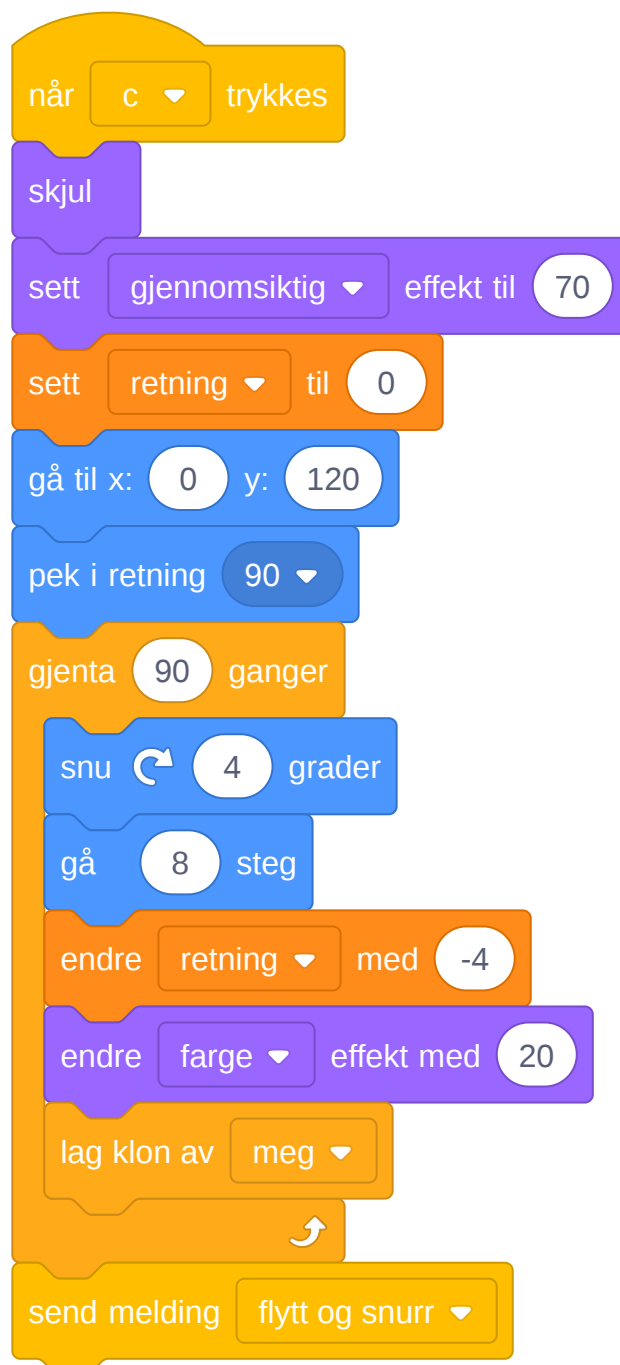 når c trykkes
skjul
sett gjennomsiktig effekt til 70
sett retning til 0
gå til x: 0 y: 120
pek i retning 90
gjenta 90 ganger
snu 4 grader
gå 8 steg
endre retning med -4
endre farge effekt med 20
lag klon av meg
send melding flytt og snurr